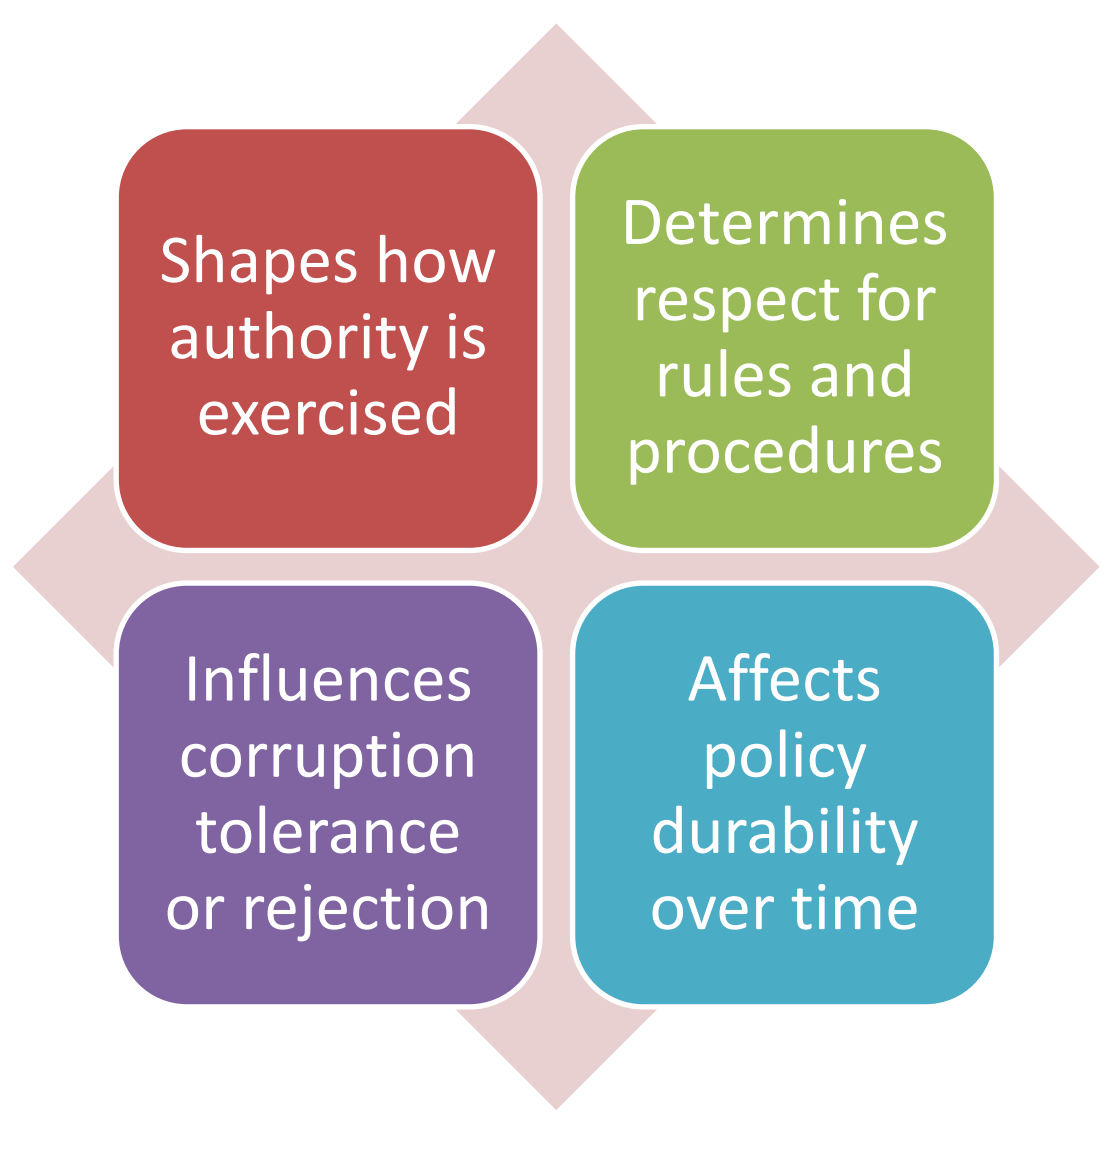 Shapes how
authority is
exercised
Determines
respect for
rules and
procedures
Influences
corruption
tolerance
or rejection
Affects
policy
durability
over time